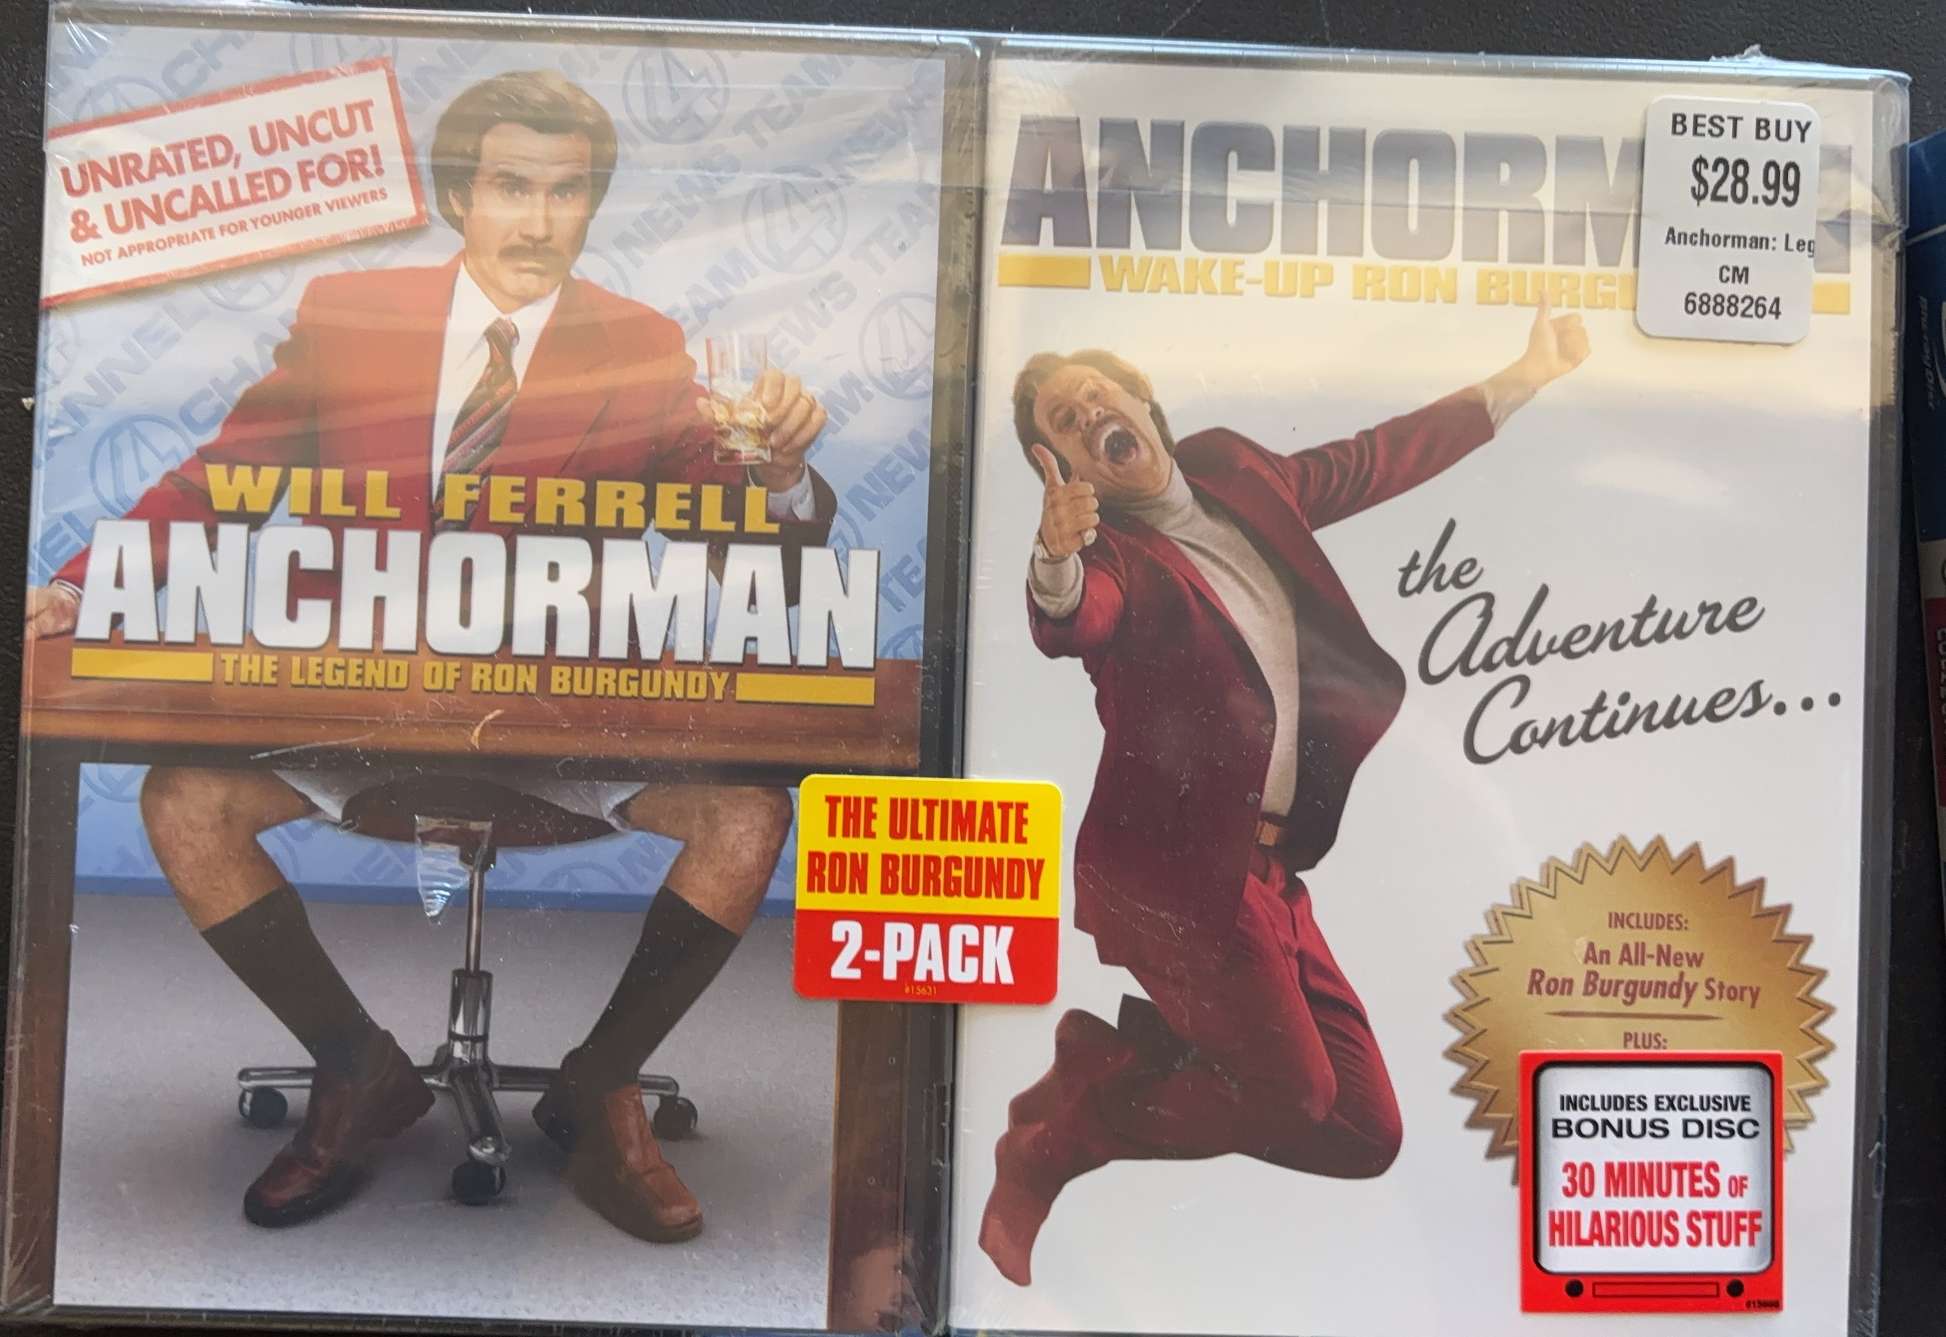 UNRATED, UNCUT
& UNCALLED FOR!
NOT APPROPRIATE FOR YOUNGER VIEWERS
WILL FERRELL
ANCHORMAN
THE LEGEND OF RON BURGUNDY
THE ULTIMATE
RON BURGUNDY
2-PACK
815631
ANCHORM N
WAKE-UP RON BURG
BEST BUY
$28.99
Anchorman: Leg
CM
6888264
the
Adventure
Continues...
INCLUDES:
An All-New
Ron Burgundy Story
PLUS:
INCLUDES EXCLUSIVE
BONUS DISC
30 MINUTES OF
HILARIOUS STUFF